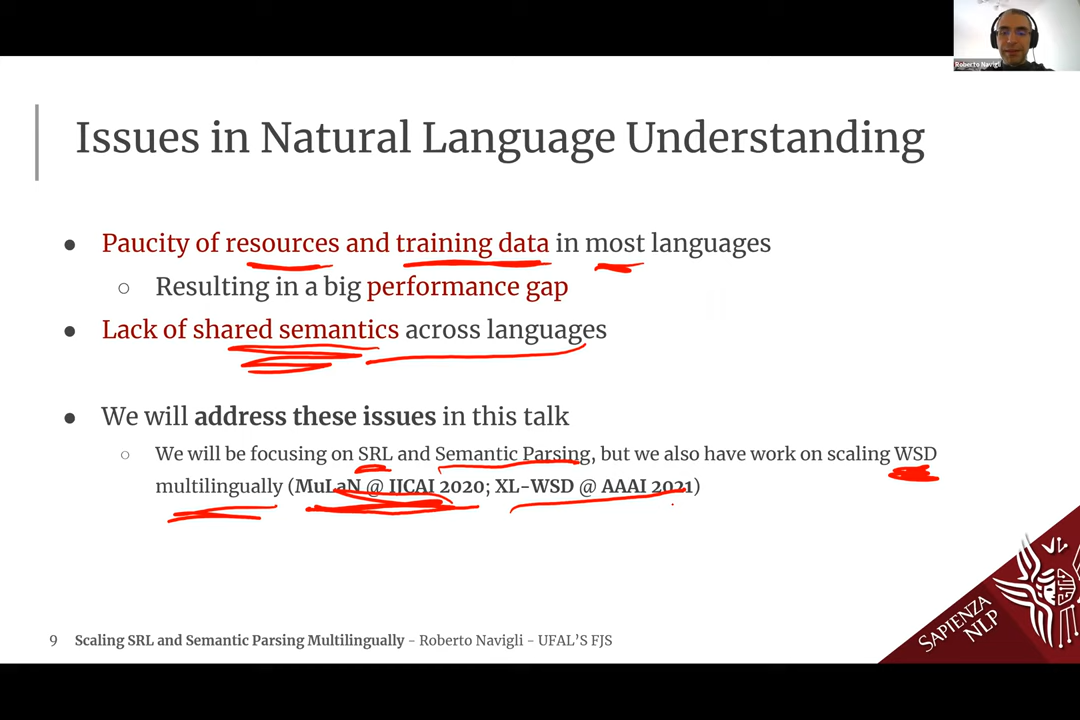 Roberto Navigli
Issues in Natural Language Understanding
● Paucity of resources and training data in most languages
○ Resulting in a big performance gap
● Lack of shared semantics across languages
● We will address these issues in this talk
○ We will be focusing on SRL and Semantic Parsing, but we also have work on scaling WSD
multilingually (MuLaN @ IJCAI 2020; XL-WSD @ AAAI 2021)
9 Scaling SRL and Semantic Parsing Multilingually - Roberto Navigli - UFAL'S FJS
SAPIENZA
NLP